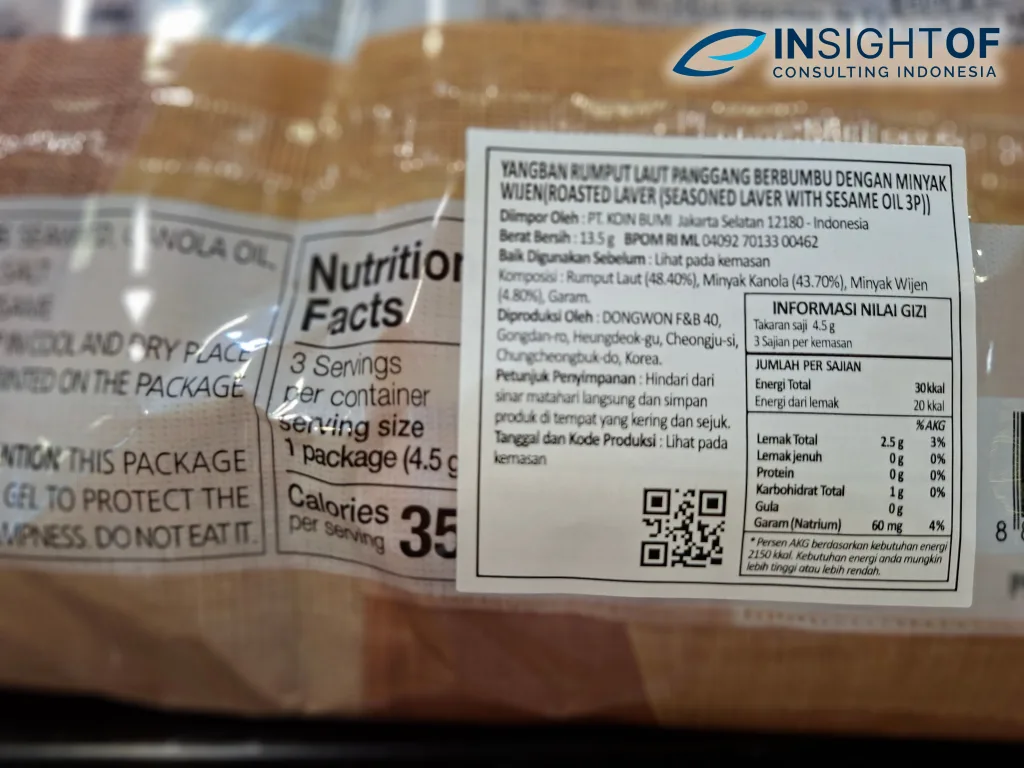 INSIGHTOF
CONSULTING INDONESIA
CANOLA OIL,
SALT
IN COOL AND DRY PLACE
PRINTED ON THE PACKAGE
THIS PACKAGE
GEL TO PROTECT THE
DO NOT EAT IT.
Nutrition
Facts
3 Servings
per container
serving size
1 package (4.5 g
Calories
per serving
35
YANGBAN RUMPUT LAUT PANGGANG BERBUMBU DENGAN MINYAK
WIJEN(ROASTED LAVER (SEASONED LAVER WITH SESAME OIL 3P))
Diimpor Oleh : PT. KOIN BUMI Jakarta Selatan 12180 - Indonesia
Berat Bersih : 13.5 g BPOM RI ML 04092 70133 00462
Baik Digunakan Sebelum : Lihat pada kemasan
Komposisi : Rumput Laut (48.40%), Minyak Kanola (43.70%), Minyak Wijen
(4.80%), Garam.
Diproduksi Oleh : DONGWON F&B 40,
Gongdan-ro, Heungdeok-gu, Cheongju-si,
Chungcheongbuk-do, Korea.
Petunjuk Penyimpanan : Hindari dari
sinar matahari langsung dan simpan
produk di tempat yang kering dan sejuk.
Tanggal dan Kode Produksi : Lihat pada
kemasan
INFORMASI NILAI GIZI
Takaran saji 4.5 g
3 Sajian per kemasan
JUMLAH PER SAJIAN
Energi Total 30 kkal
Energi dari lemak 20 kkal
%AKG
Lemak Total 2.5 g 3%
Lemak jenuh 0 g 0%
Protein 0 g 0%
Karbohidrat Total 1 g 0%
Gula 0 g
Garam (Natrium) 60 mg 4%
* Persen AKG berdasarkan kebutuhan energi
2150 kkal. Kebutuhan energi anda mungkin
lebih tinggi atau lebih rendah.
8